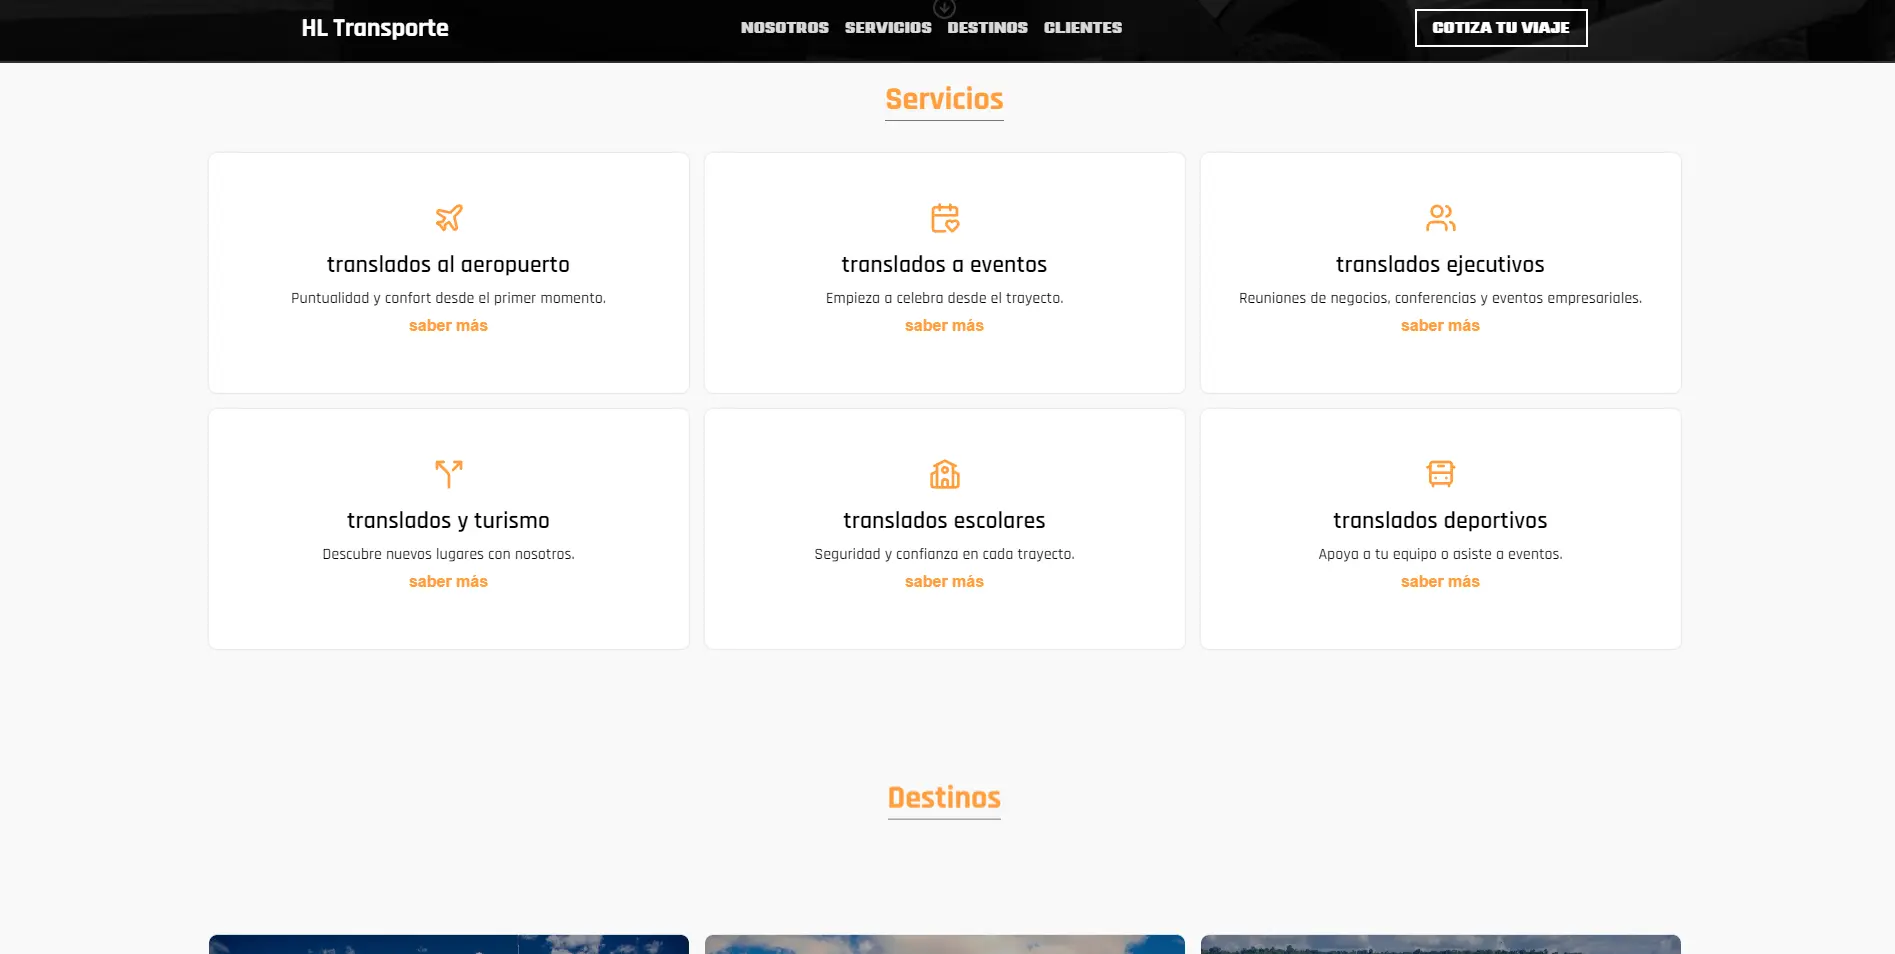 HL Transporte
NOSOTROS SERVICIOS DESTINOS CLIENTES
COTIZA TU VIAJE
Servicios
translados al aeropuerto
Puntualidad y confort desde el primer momento.
saber más
translados a eventos
Empieza a celebra desde el trayecto.
saber más
translados ejecutivos
Reuniones de negocios, conferencias y eventos empresariales.
saber más
translados y turismo
Descubre nuevos lugares con nosotros.
saber más
translados escolares
Seguridad y confianza en cada trayecto.
saber más
translados deportivos
Apoya a tu equipo o asiste a eventos.
saber más
Destinos